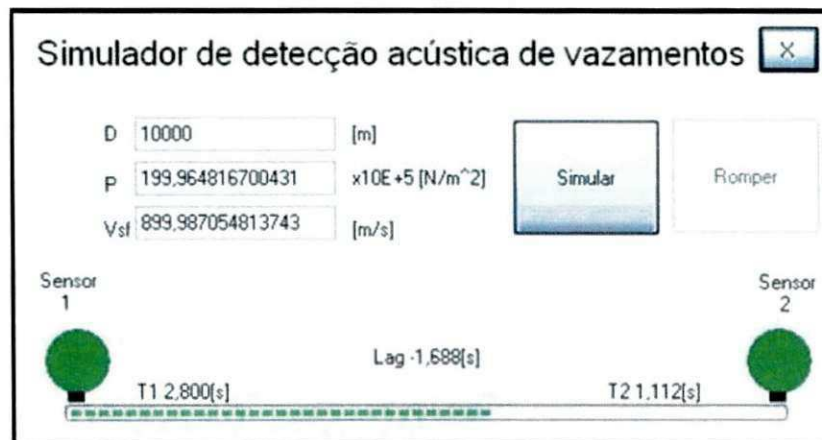 Simulador de detecção acústica de vazamentos X
D 10000 [m]
P 199,964816700431 x10E+5 [N/m^2]
Vsf 899,987054813743 [m/s]
Simular Romper
Sensor 1
Sensor 2
Lag -1,688[s]
T1 2,800[s] T2 1,112[s]